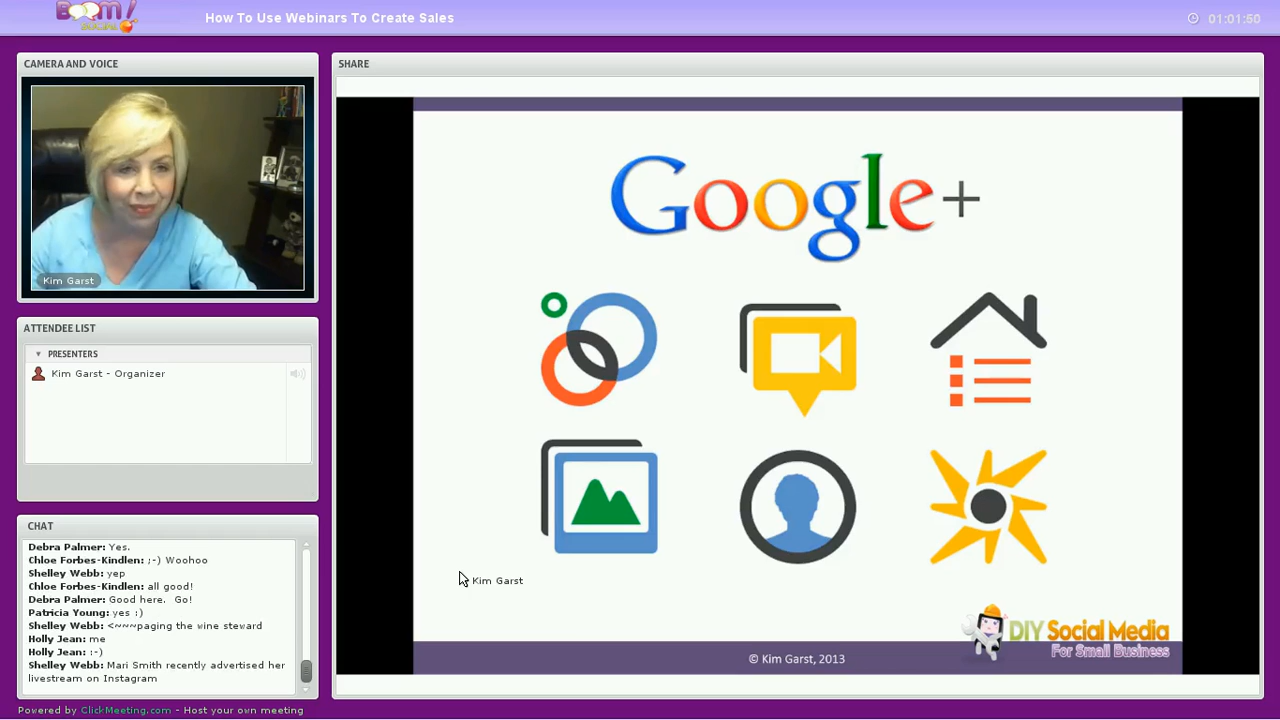 BOOM!
SOCIAL
How To Use Webinars To Create Sales
01:01:50
CAMERA AND VOICE
Kim Garst
ATTENDEE LIST
PRESENTERS
Kim Garst - Organizer
CHAT
Debra Palmer: Yes.
Chloe Forbes-Kindlen: ;-) Woohoo
Shelley Webb: yep
Chloe Forbes-Kindlen: all good!
Debra Palmer: Good here.  Go!
Patricia Young: yes :)
Shelley Webb: <~~~paging the wine steward
Holly Jean: me
Holly Jean: :-)
Shelley Webb: Mari Smith recently advertised her
livestream on Instagram
Powered by ClickMeeting.com - Host your own meeting
SHARE
Google+
Kim Garst
DIY Social Media
For Small Business
© Kim Garst, 2013